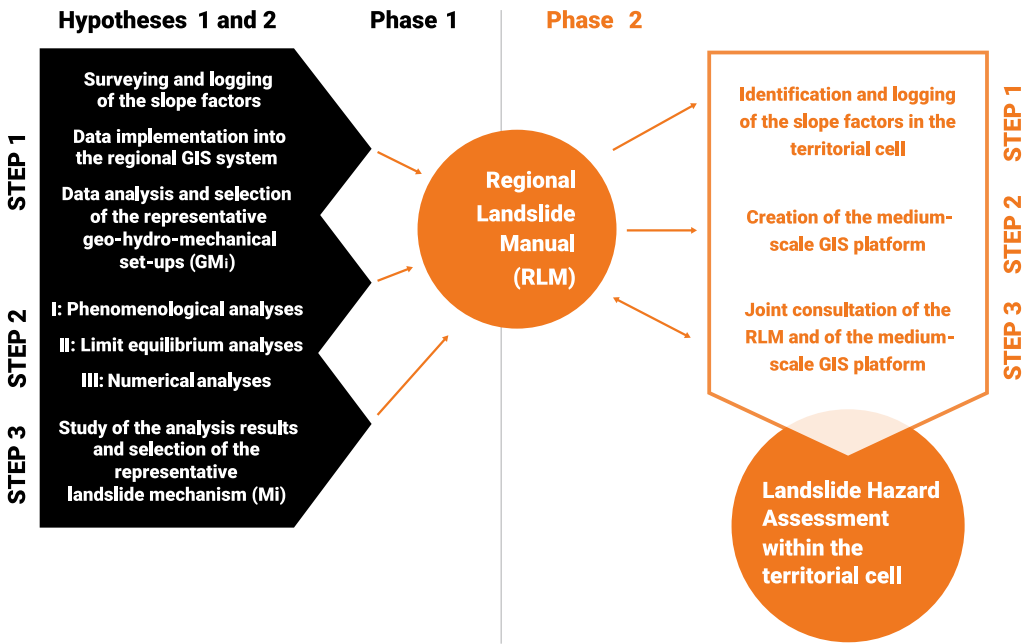 Hypotheses 1 and 2
Phase 1
Phase 2
STEP 1
Surveying and logging
of the slope factors
Data implementation into
the regional GIS system
Data analysis and selection
of the representative
geo-hydro-mechanical
set-ups (GMi)
STEP 2
I: Phenomenological analyses
II: Limit equilibrium analyses
III: Numerical analyses
STEP 3
Study of the analysis results
and selection of the
representative
landslide mechanism (Mi)
Regional
Landslide
Manual
(RLM)
STEP 1
Identification and logging
of the slope factors in the
territorial cell
STEP 2
Creation of the medium-
scale GIS platform
STEP 3
Joint consultation of the
RLM and of the medium-
scale GIS platform
Landslide Hazard
Assessment
within the
territorial cell